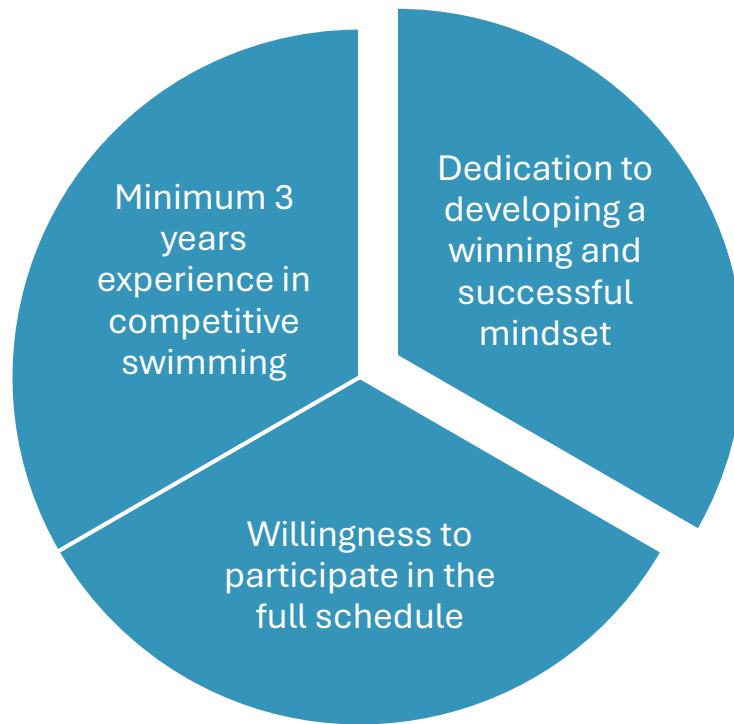 Dedication to
developing a
winning and
successful
mindset
Willingness to
participate in the
full schedule
Minimum 3
years
experience in
competitive
swimming